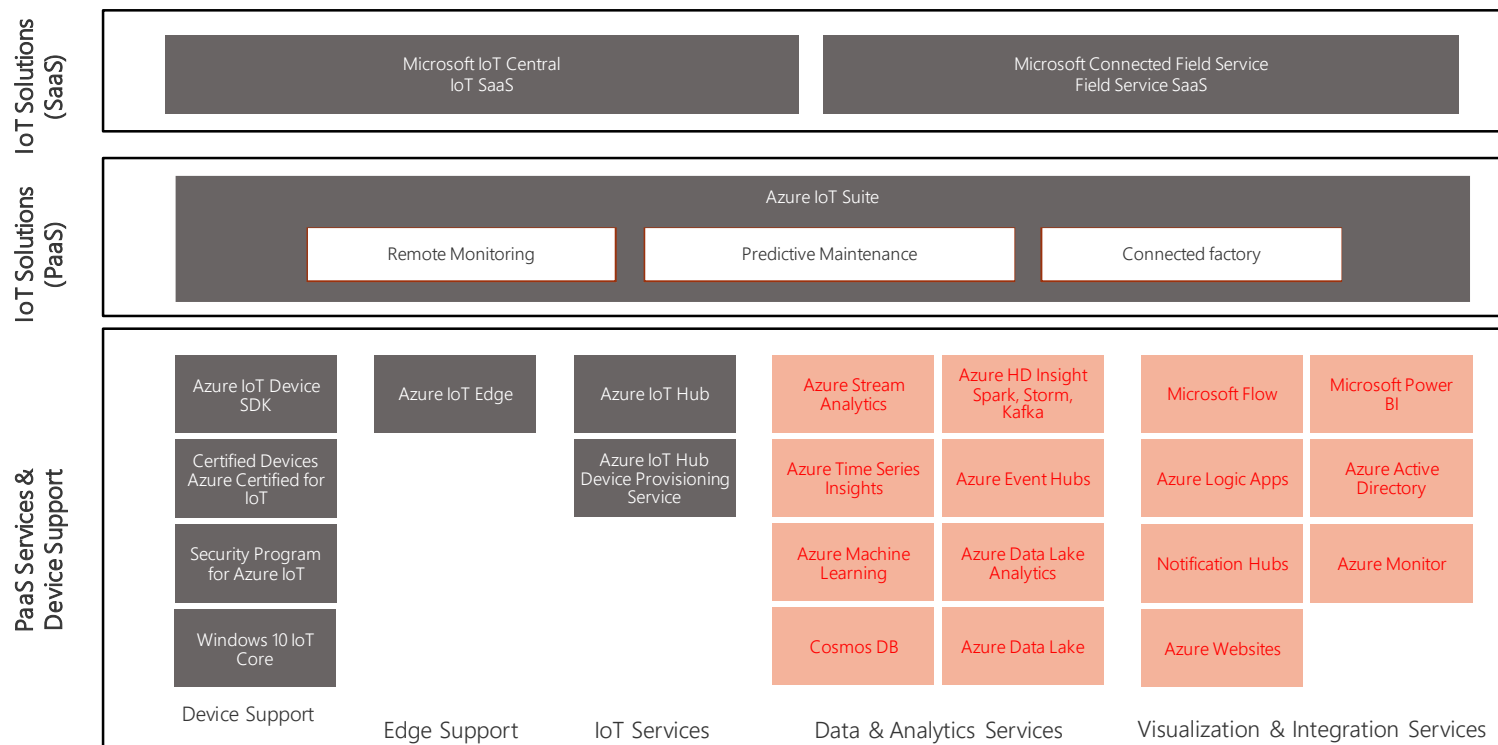 IoT Solutions
(SaaS)
Microsoft IoT Central
IoT SaaS
Microsoft Connected Field Service
Field Service SaaS
IoT Solutions
(PaaS)
Azure IoT Suite
Remote Monitoring
Predictive Maintenance
Connected factory
PaaS Services &
Device Support
Azure IoT Device
SDK
Certified Devices
Azure Certified for
IoT
Security Program
for Azure IoT
Windows 10 IoT
Core
Device Support
Azure IoT Edge
Edge Support
Azure IoT Hub
Azure IoT Hub
Device Provisioning
Service
IoT Services
Azure Stream
Analytics
Azure HD Insight
Spark, Storm,
Kafka
Azure Time Series
Insights
Azure Event Hubs
Azure Machine
Learning
Azure Data Lake
Analytics
Cosmos DB
Azure Data Lake
Data & Analytics Services
Microsoft Flow
Microsoft Power
BI
Azure Logic Apps
Azure Active
Directory
Notification Hubs
Azure Monitor
Azure Websites
Visualization & Integration Services